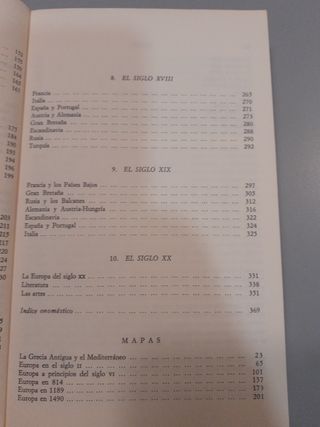 8. EL SIGLO XVIII
Francia 265
Italia 270
España y Portugal 271
Austria y Alemania 273
Gran Bretaña 280
Escandinavia 288
Rusia 290
Turquía 292
9. EL SIGLO XIX
Francia y los Países Bajos 297
Gran Bretaña 305
Rusia y los Balcanes 312
Alemania y Austria-Hungría 316
Escandinavia 322
España y Portugal 324
Italia 325
10. EL SIGLO XX
La Europa del siglo XX 331
Literatura 338
Las artes 351
Indice onomástico 369
MAPAS
La Grecia Antigua y el Mediterráneo 23
Europa en el siglo II 65
Europa a principios del siglo VI 101
Europa en 814 137
Europa en 1189 173
Europa en 1490 201